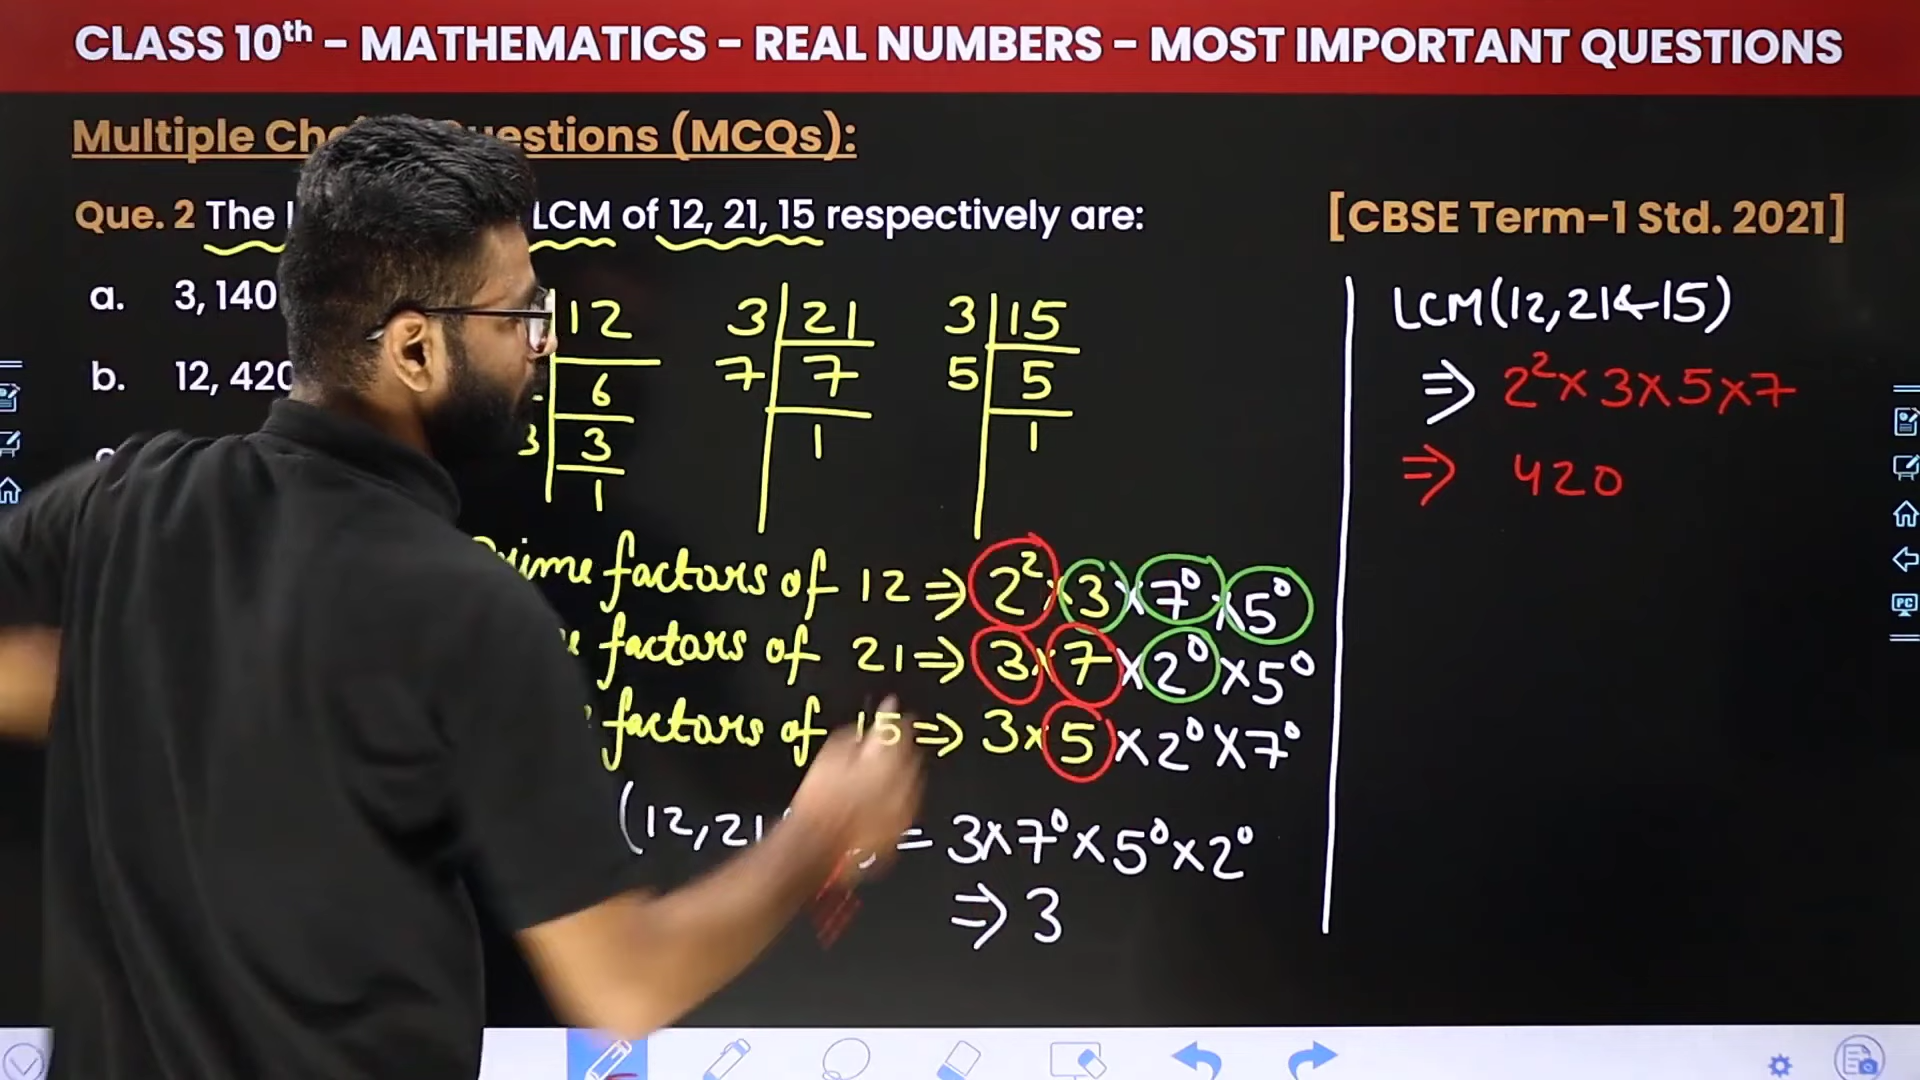 CLASS 10th - MATHEMATICS - REAL NUMBERS - MOST IMPORTANT QUESTIONS
Multiple Ch estions (MCQs):
Que. 2 The LCM of 12, 21, 15 respectively are:
[CBSE Term-1 Std. 2021]
a. 3, 140
b. 12, 420
12
6
3 3
1
3 21
7 7
1
3 15
5 5
1
factors of 12 ⇒ 2² × 3 × 7⁰ × 5⁰
factors of 21 ⇒ 3 × 7 × 2⁰ × 5⁰
factors of 15 ⇒ 3 × 5 × 2⁰ × 7⁰
(12, 21 = 3 × 7⁰ × 5⁰ × 2⁰
⇒ 3
LCM(12, 21 & 15)
⇒ 2² × 3 × 5 × 7
⇒ 420
PC